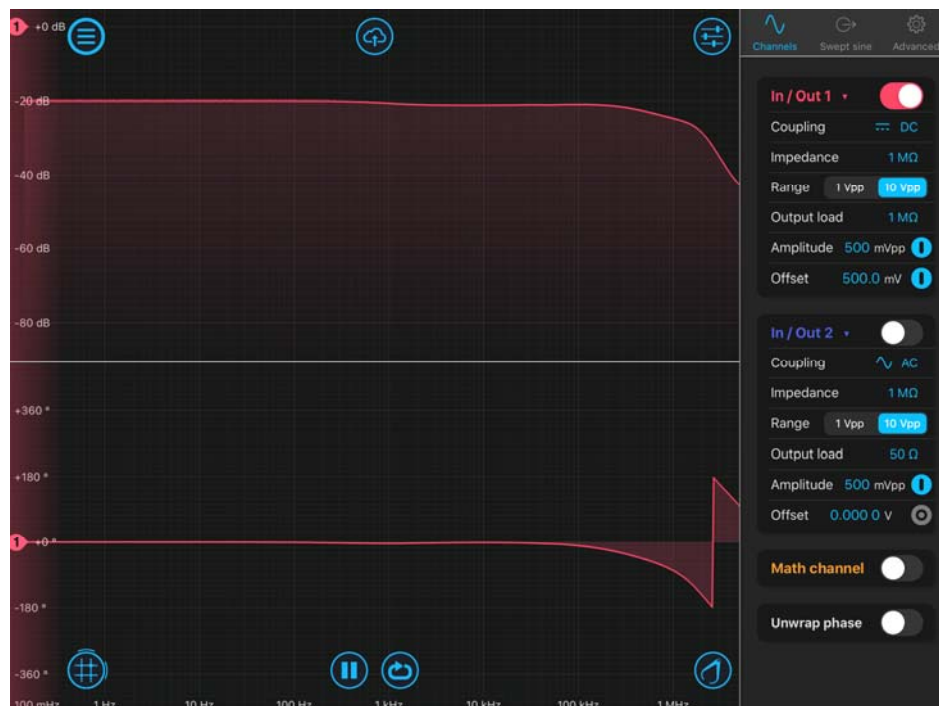 1 +0 dB
-20 dB
-40 dB
-60 dB
-80 dB
+360 °
+180 °
1 +0 °
-180 °
-360 °
100 mHz 1 Hz 10 Hz 100 Hz 1 kHz 10 kHz 100 kHz 1 MHz
Channels Swept sine Advanced
In / Out 1
Coupling DC
Impedance 1 MΩ
Range 1 Vpp 10 Vpp
Output load 1 MΩ
Amplitude 500 mVpp
Offset 500.0 mV
In / Out 2
Coupling AC
Impedance 1 MΩ
Range 1 Vpp 10 Vpp
Output load 50 Ω
Amplitude 500 mVpp
Offset 0.000 0 V
Math channel
Unwrap phase